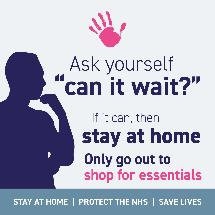 Ask yourself
“can it wait?”
If it can, then
stay at home
Only go out to
shop for essentials
STAY AT HOME | PROTECT THE NHS | SAVE LIVES